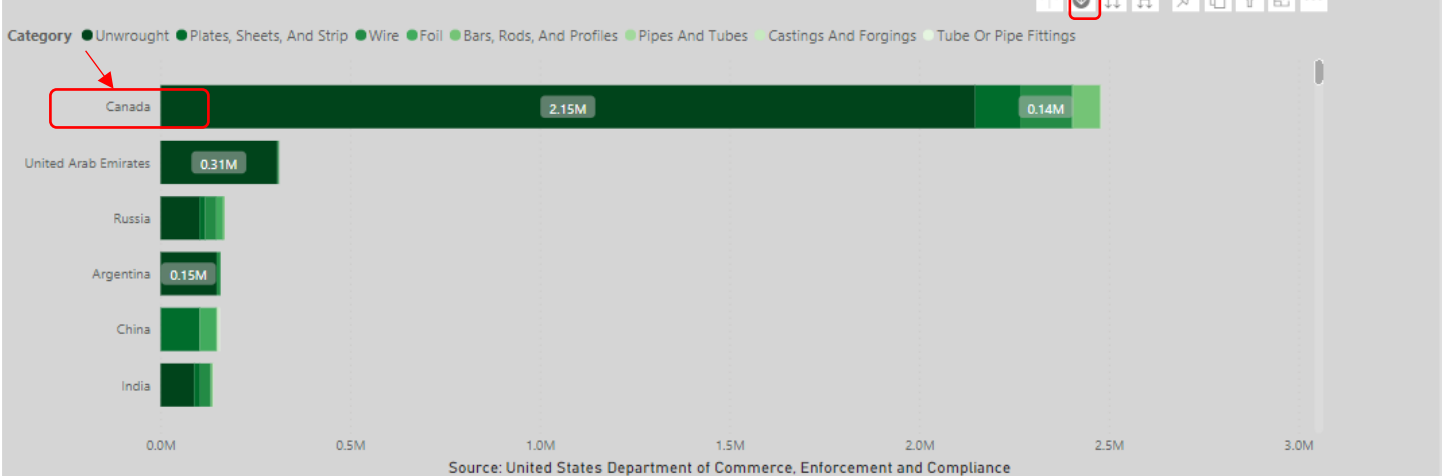 Category Unwrought Plates, Sheets, And Strip Wire Foil Bars, Rods, And Profiles Pipes And Tubes Castings And Forgings Tube Or Pipe Fittings
Canada 2.15M 0.14M
United Arab Emirates 0.31M
Russia
Argentina 0.15M
China
India
0.0M 0.5M 1.0M 1.5M 2.0M 2.5M 3.0M
Source: United States Department of Commerce, Enforcement and Compliance